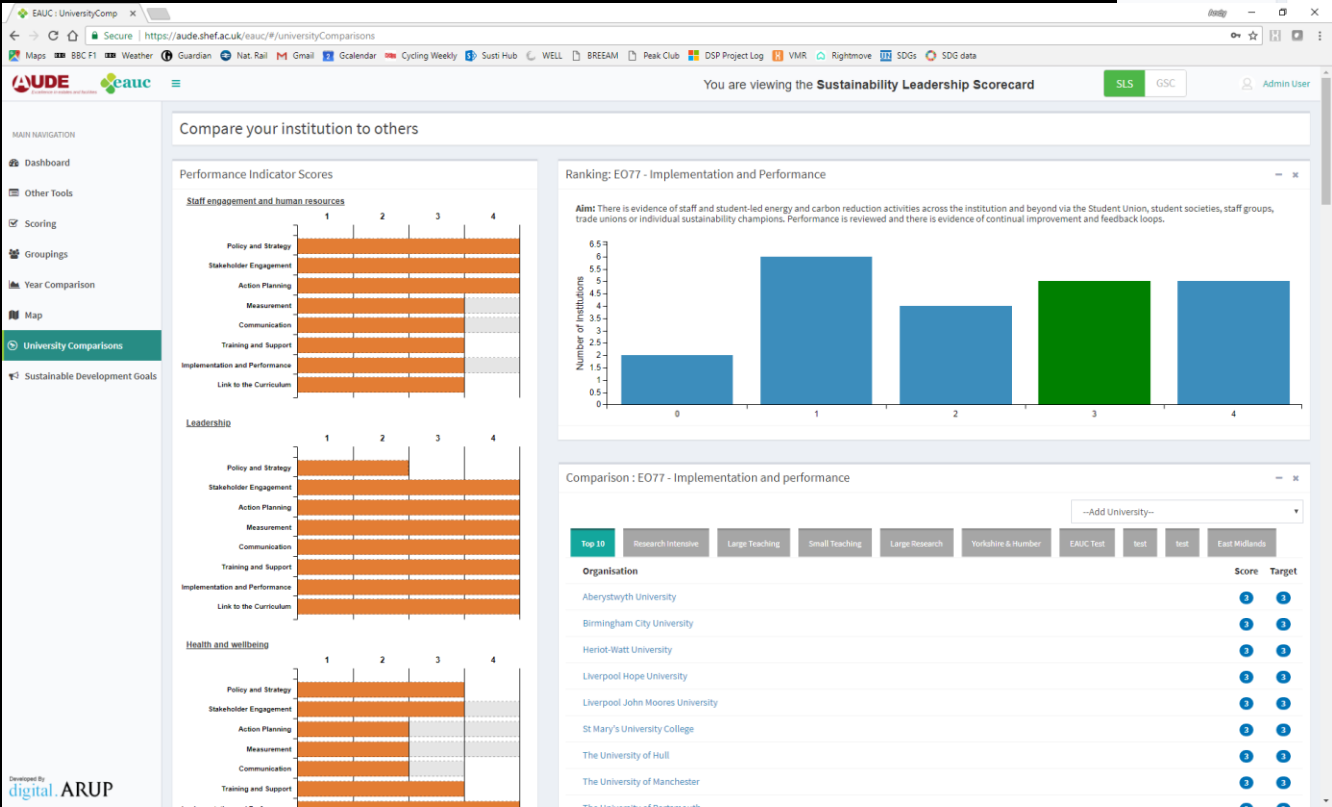 EAUC : UniversityComp
Andy
Secure | https://aude.shef.ac.uk/eauc/#/universityComparisons
Maps BBC F1 Weather Guardian Nat. Rail Gmail Gcalendar Cycling Weekly Susti Hub WELL BREEAM Peak Club DSP Project Log VMR Rightmove SDGs SDG data
AUDE eauc
You are viewing the Sustainability Leadership Scorecard
SLS GSC
Admin User
MAIN NAVIGATION
Dashboard
Other Tools
Scoring
Groupings
Year Comparison
Map
University Comparisons
Sustainable Development Goals
Developed By
digital. ARUP
Compare your institution to others
Performance Indicator Scores
Staff engagement and human resources
1 2 3 4
Policy and Strategy
Stakeholder Engagement
Action Planning
Measurement
Communication
Training and Support
Implementation and Performance
Link to the Curriculum
Leadership
1 2 3 4
Policy and Strategy
Stakeholder Engagement
Action Planning
Measurement
Communication
Training and Support
Implementation and Performance
Link to the Curriculum
Health and wellbeing
1 2 3 4
Policy and Strategy
Stakeholder Engagement
Action Planning
Measurement
Communication
Training and Support
Ranking: EO77 - Implementation and Performance
Aim: There is evidence of staff and student-led energy and carbon reduction activities across the institution and beyond via the Student Union, student societies, staff groups,
trade unions or individual sustainability champions. Performance is reviewed and there is evidence of continual improvement and feedback loops.
Number of Institutions
6.5
6
5.5
5
4.5
4
3.5
3
2.5
2
1.5
1
0.5
0
0 1 2 3 4
Comparison : EO77 - Implementation and performance
--Add University--
Top 10 Research Intensive Large Teaching Small Teaching Large Research Yorkshire & Humber EAUC Test test test East Midlands
Organisation Score Target
Aberystwyth University 3 3
Birmingham City University 3 3
Heriot-Watt University 3 3
Liverpool Hope University 3 3
Liverpool John Moores University 3 3
St Mary's University College 3 3
The University of Hull 3 3
The University of Manchester 3 3